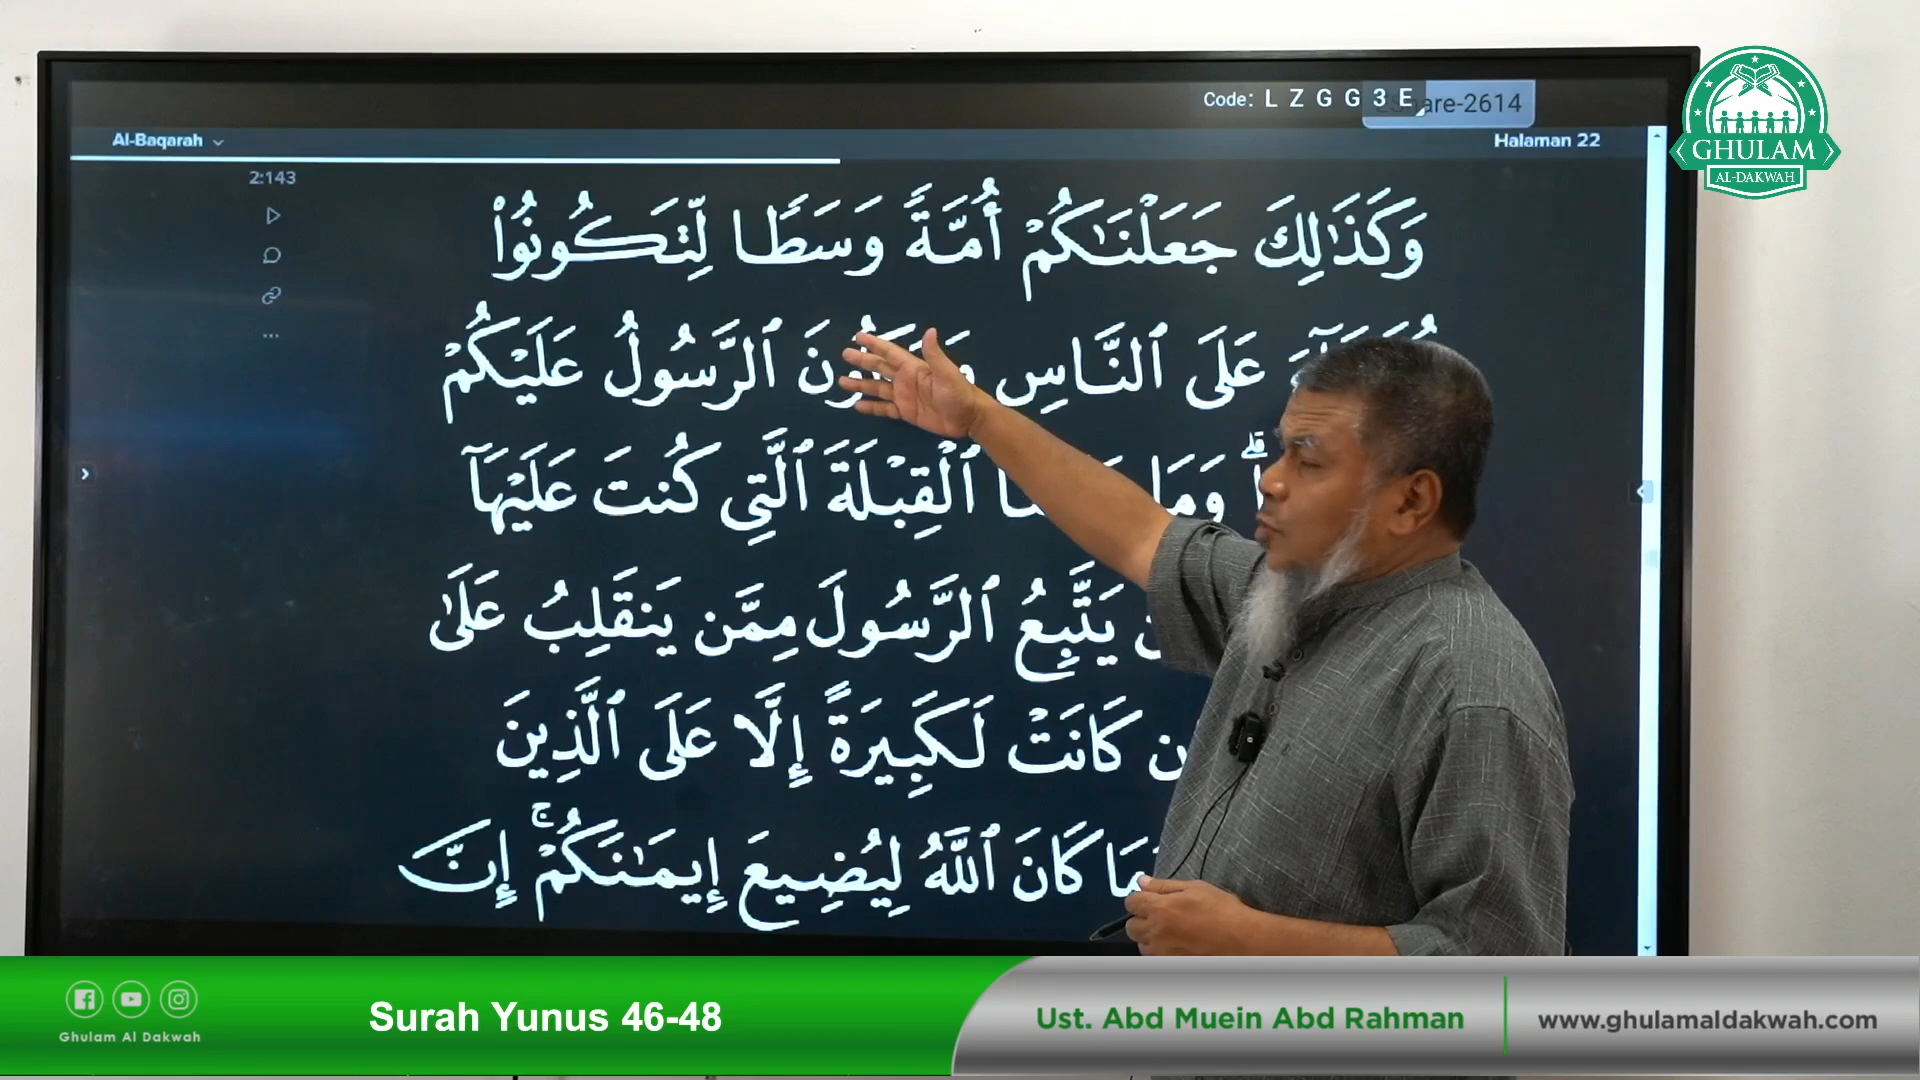 Code: L Z G G 3 E
are-2614
Al-Baqarah
Halaman 22
2:143
GHULAM
AL-DAKWAH
وَكَذَٰلِكَ جَعَلْنَـٰكُمْ أُمَّةً وَسَطًا لِّتَكُونُوا۟
عَلَى ٱلنَّاسِ وَيَكُونَ ٱلرَّسُولُ عَلَيْكُمْ
وَمَا ٱلْقِبْلَةَ ٱلَّتِى كُنتَ عَلَيْهَآ
يَتَّبِعُ ٱلرَّسُولَ مِمَّن يَنقَلِبُ عَلَىٰ
كَانَتْ لَكَبِيرَةً إِلَّا عَلَى ٱلَّذِينَ
كَانَ ٱللَّهُ لِيُضِيعَ إِيمَـٰنَكُمْ ۚ إِنَّ
Ghulam Al Dakwah
Surah Yunus 46-48
Ust. Abd Muein Abd Rahman
www.ghulamaldakwah.com